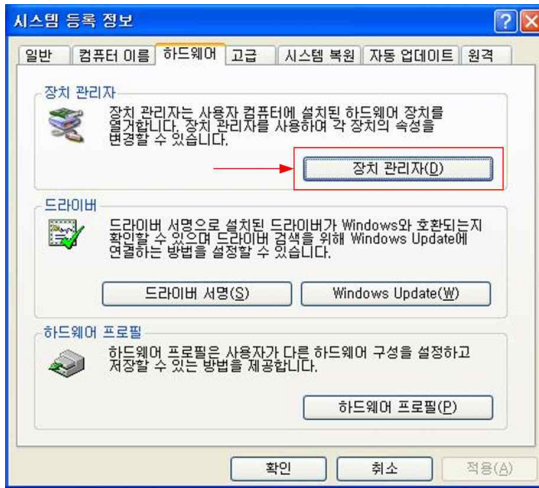 시스템 등록 정보
일반 컴퓨터 이름 하드웨어 고급 시스템 복원 자동 업데이트 원격
장치 관리자
장치 관리자는 사용자 컴퓨터에 설치된 하드웨어 장치를
열거합니다. 장치 관리자를 사용하여 각 장치의 속성을
변경할 수 있습니다.
장치 관리자(D)
드라이버
드라이버 서명으로 설치된 드라이버가 Windows와 호환되는지
확인할 수 있으며 드라이버 검색을 위해 Windows Update에
연결하는 방법을 설정할 수 있습니다.
드라이버 서명(S) Windows Update(W)
하드웨어 프로필
하드웨어 프로필은 사용자가 다른 하드웨어 구성을 설정하고
저장할 수 있는 방법을 제공합니다.
하드웨어 프로필(P)
확인 취소 적용(A)